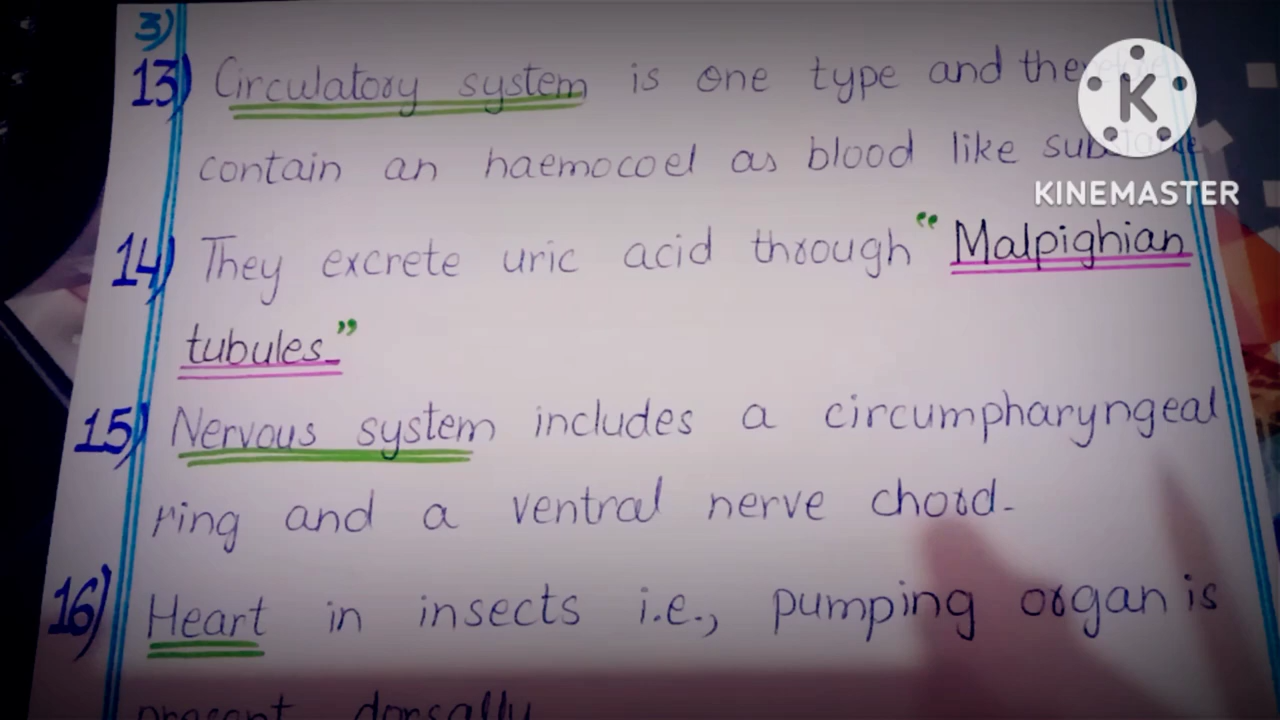 3)
13) Circulatory system is one type and
contain an haemocoel as blood like
KINEMASTER
14) They excrete uric acid through “Malpighian
tubules”
15) Nervous system includes a circumpharyngeal
ring and a ventral nerve chord.
16) Heart in insects i.e., pumping organ is
present dorsally